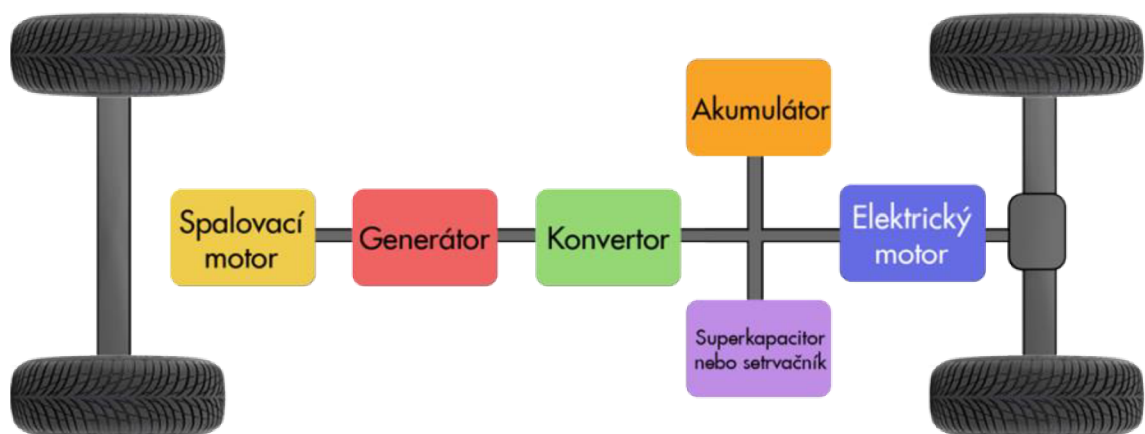 Akumulátor
Spalovací
motor
Generátor
Konvertor
Elektrický
motor
Superkapacitor
nebo setrvačník